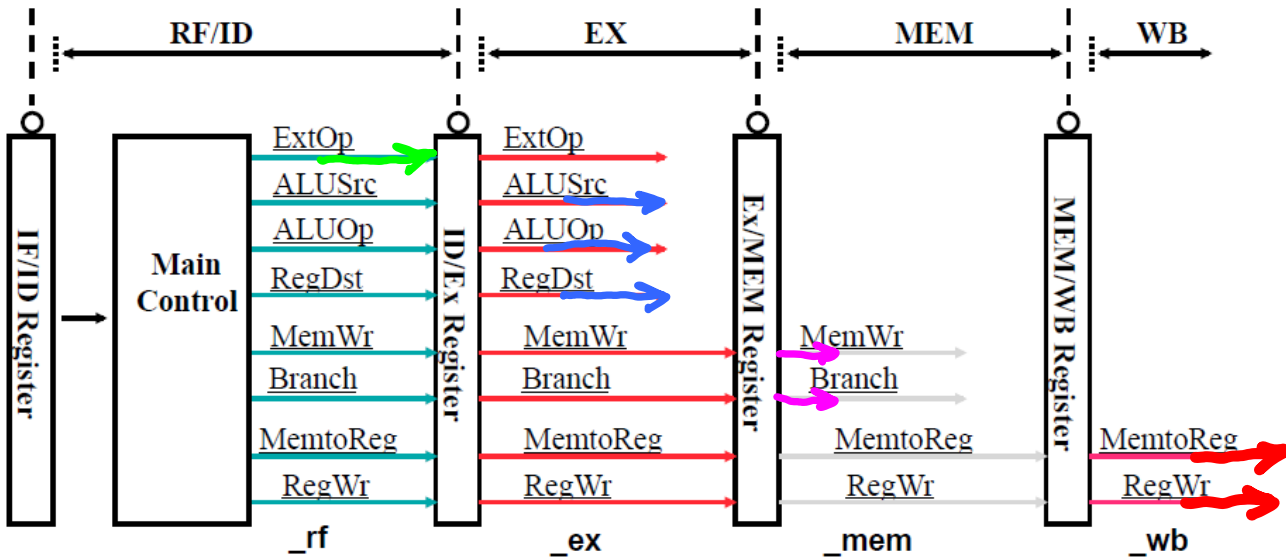 RF/ID EX MEM WB
ExtOp ExtOp
ALUSrc ALUSrc
ALUOp ALUOp
RegDst RegDst
MemWr MemWr MemWr
Branch Branch Branch
MemtoReg MemtoReg MemtoReg MemtoReg
RegWr RegWr RegWr RegWr
IF/ID Register
Main
Control
ID/Ex Register
Ex/MEM Register
MEM/WB Register
_rf _ex _mem _wb